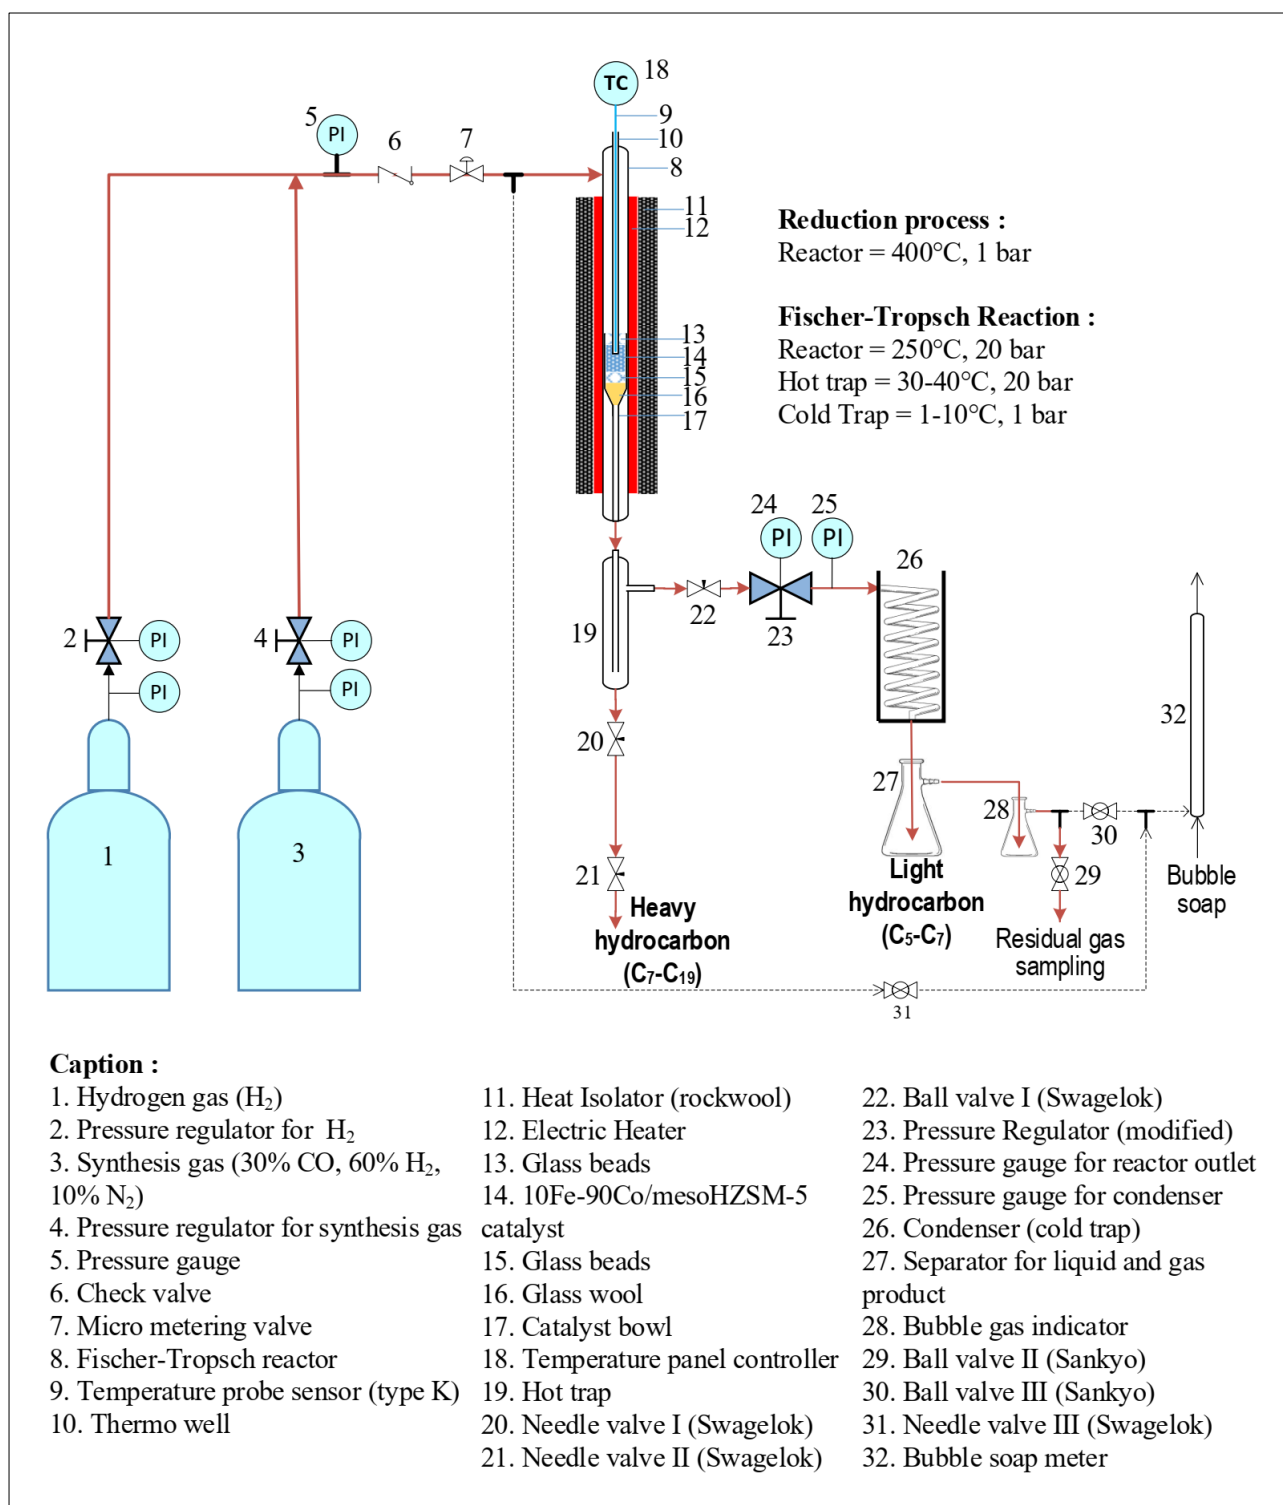 TC
18
9
10
8
5
PI
6
7
11
12
13
14
15
16
17
Reduction process :
Reactor = 400°C, 1 bar
Fischer-Tropsch Reaction :
Reactor = 250°C, 20 bar
Hot trap = 30-40°C, 20 bar
Cold Trap = 1-10°C, 1 bar
24
25
PI
PI
26
22
23
19
2
PI
PI
4
PI
PI
20
27
28
32
30
1
3
21
29
Heavy
hydrocarbon
(C₇-C₁₉)
Light
hydrocarbon
(C₅-C₇)
Residual gas
sampling
Bubble
soap
31
Caption :
1. Hydrogen gas (H₂)
2. Pressure regulator for H₂
3. Synthesis gas (30% CO, 60% H₂,
10% N₂)
4. Pressure regulator for synthesis gas
5. Pressure gauge
6. Check valve
7. Micro metering valve
8. Fischer-Tropsch reactor
9. Temperature probe sensor (type K)
10. Thermo well
11. Heat Isolator (rockwool)
12. Electric Heater
13. Glass beads
14. 10Fe-90Co/mesoHZSM-5
catalyst
15. Glass beads
16. Glass wool
17. Catalyst bowl
18. Temperature panel controller
19. Hot trap
20. Needle valve I (Swagelok)
21. Needle valve II (Swagelok)
22. Ball valve I (Swagelok)
23. Pressure Regulator (modified)
24. Pressure gauge for reactor outlet
25. Pressure gauge for condenser
26. Condenser (cold trap)
27. Separator for liquid and gas
product
28. Bubble gas indicator
29. Ball valve II (Sankyo)
30. Ball valve III (Sankyo)
31. Needle valve III (Swagelok)
32. Bubble soap meter